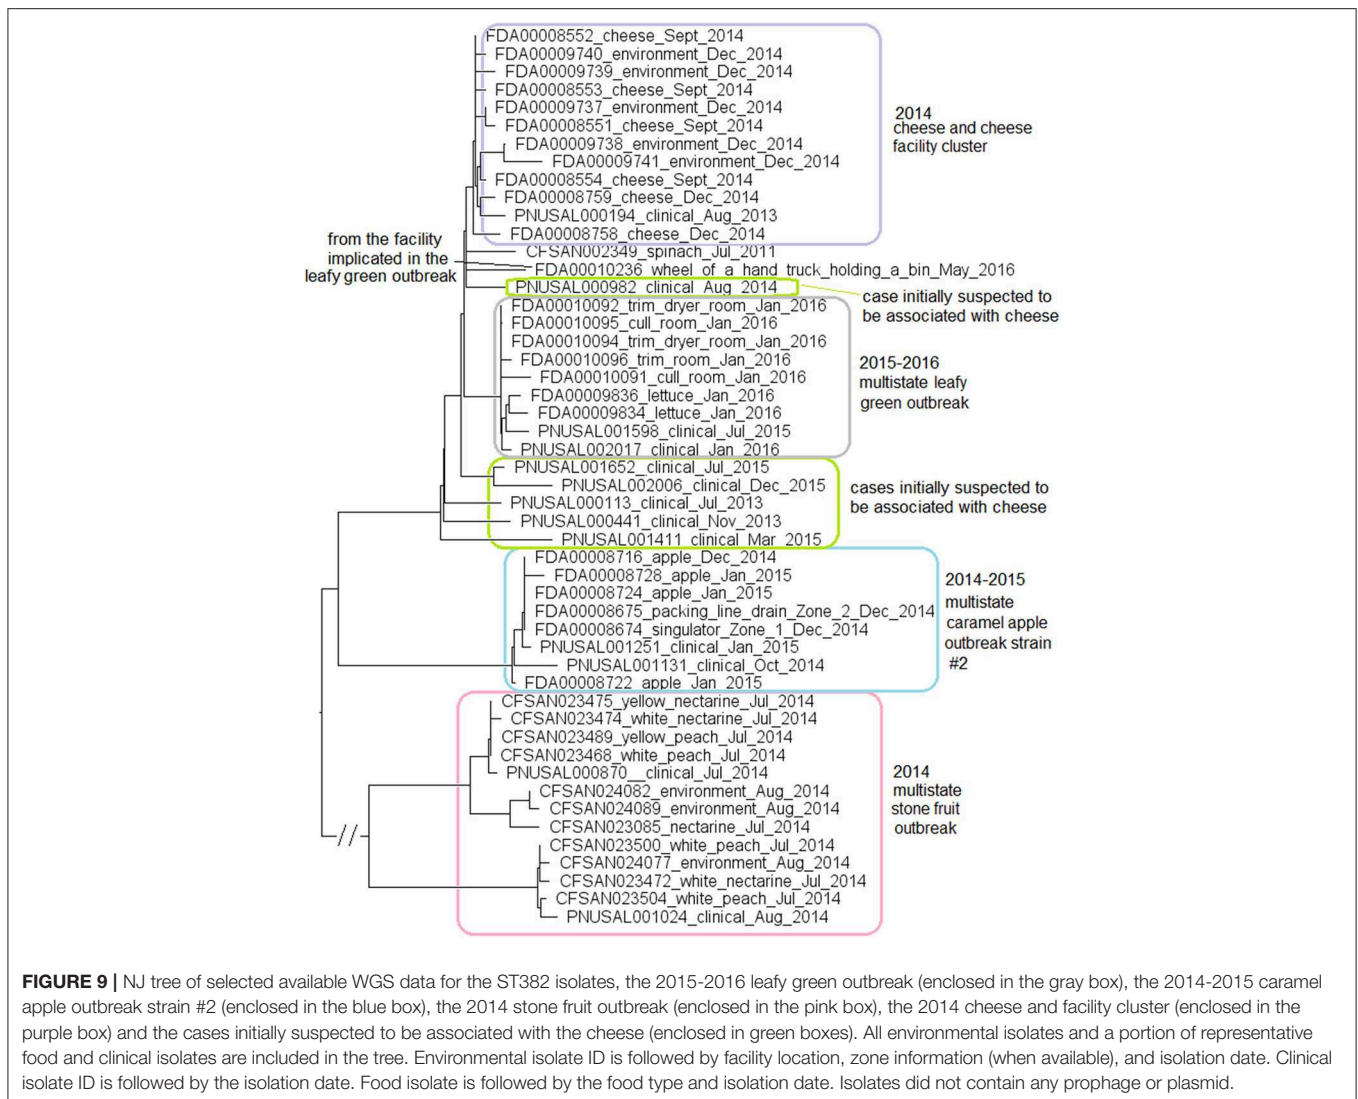 FDA00008552_cheese_Sept_2014
FDA00009740_environment_Dec_2014
FDA00009739_environment_Dec_2014
FDA00008553_cheese_Sept_2014
FDA00009737_environment_Dec_2014
FDA00008551_cheese_Sept_2014
FDA00009738_environment_Dec_2014
FDA00009741_environment_Dec_2014
FDA00008554_cheese_Sept_2014
FDA00008759_cheese_Dec_2014
PNUSAL000194_clinical_Aug_2013
FDA00008758_cheese_Dec_2014
2014
cheese and cheese
facility cluster
from the facility
implicated in the
leafy green outbreak
CFSAN002349_spinach_Jul_2011
FDA00010236_wheel_of_a_hand_truck_holding_a_bin_May_2016
PNUSAL000982_clinical_Aug_2014
case initially suspected to
be associated with cheese
FDA00010092_trim_dryer_room_Jan_2016
FDA00010095_cull_room_Jan_2016
FDA00010094_trim_dryer_room_Jan_2016
FDA00010096_trim_room_Jan_2016
FDA00010091_cull_room_Jan_2016
FDA00009836_lettuce_Jan_2016
FDA00009834_lettuce_Jan_2016
PNUSAL001598_clinical_Jul_2015
PNUSAL002017_clinical_Jan_2016
2015-2016
multistate leafy
green outbreak
PNUSAL001652_clinical_Jul_2015
PNUSAL002006_clinical_Dec_2015
PNUSAL000113_clinical_Jul_2013
PNUSAL000441_clinical_Nov_2013
PNUSAL001411_clinical_Mar_2015
cases initially suspected to
be associated with cheese
FDA00008716_apple_Dec_2014
FDA00008728_apple_Jan_2015
FDA00008724_apple_Jan_2015
FDA00008675_packing_line_drain_Zone_2_Dec_2014
FDA00008674_singulator_Zone_1_Dec_2014
PNUSAL001251_clinical_Jan_2015
PNUSAL001131_clinical_Oct_2014
FDA00008722_apple_Jan_2015
2014-2015
multistate
caramel apple
outbreak strain
#2
CFSAN023475_yellow_nectarine_Jul_2014
CFSAN023474_white_nectarine_Jul_2014
CFSAN023489_yellow_peach_Jul_2014
CFSAN023468_white_peach_Jul_2014
PNUSAL000870__clinical_Jul_2014
CFSAN024082_environment_Aug_2014
CFSAN024089_environment_Aug_2014
CFSAN023085_nectarine_Jul_2014
CFSAN023500_white_peach_Jul_2014
CFSAN024077_environment_Aug_2014
CFSAN023472_white_nectarine_Jul_2014
CFSAN023504_white_peach_Jul_2014
PNUSAL001024_clinical_Aug_2014
2014
multistate
stone fruit
outbreak
FIGURE 9 | NJ tree of selected available WGS data for the ST382 isolates, the 2015-2016 leafy green outbreak (enclosed in the gray box), the 2014-2015 caramel
apple outbreak strain #2 (enclosed in the blue box), the 2014 stone fruit outbreak (enclosed in the pink box), the 2014 cheese and facility cluster (enclosed in the
purple box) and the cases initially suspected to be associated with the cheese (enclosed in green boxes). All environmental isolates and a portion of representative
food and clinical isolates are included in the tree. Environmental isolate ID is followed by facility location, zone information (when available), and isolation date. Clinical
isolate ID is followed by the isolation date. Food isolate is followed by the food type and isolation date. Isolates did not contain any prophage or plasmid.